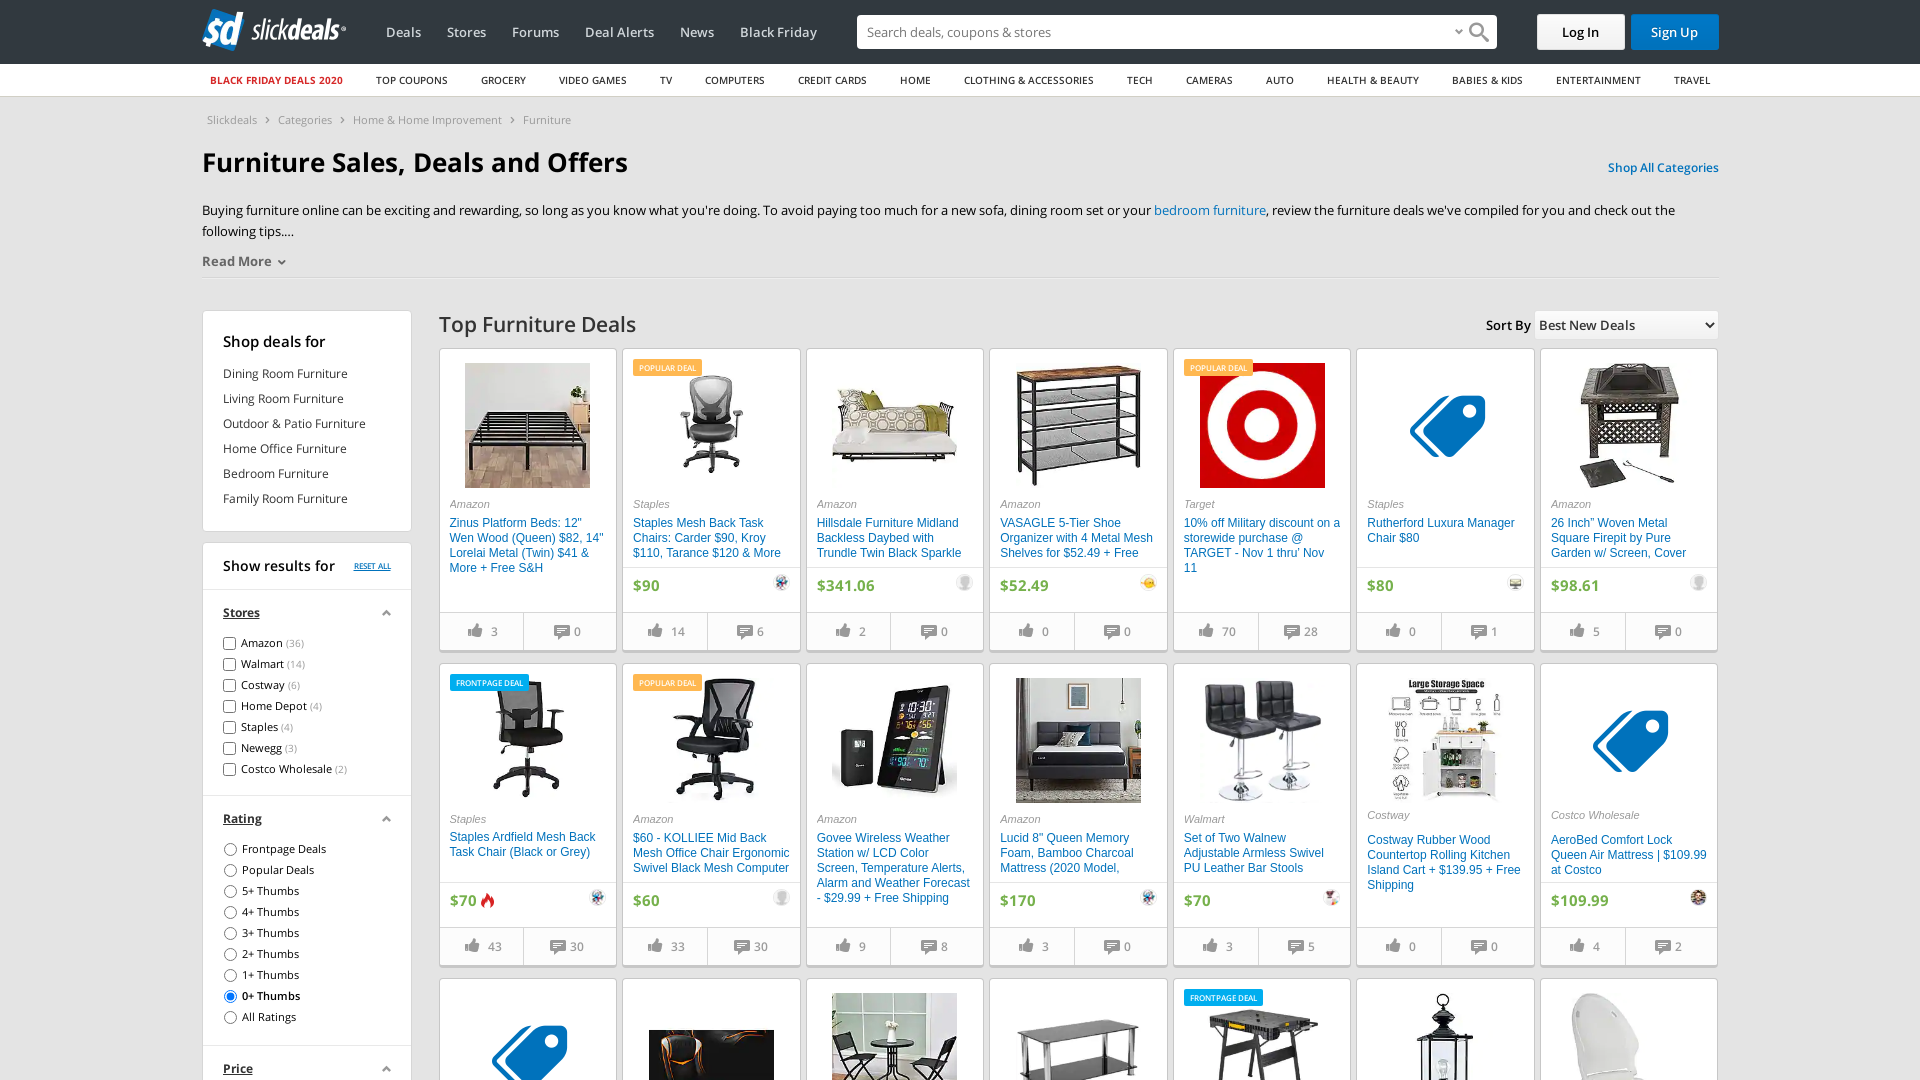 slickdeals
Deals
Stores
Forums
Deal Alerts
News
Black Friday
Search deals, coupons & stores
Log In
Sign Up
BLACK FRIDAY DEALS 2020
TOP COUPONS
GROCERY
VIDEO GAMES
TV
COMPUTERS
CREDIT CARDS
HOME
CLOTHING & ACCESSORIES
TECH
CAMERAS
AUTO
HEALTH & BEAUTY
BABIES & KIDS
ENTERTAINMENT
TRAVEL
Slickdeals > Categories > Home & Home Improvement > Furniture
Furniture Sales, Deals and Offers
Shop All Categories
Buying furniture online can be exciting and rewarding, so long as you know what you're doing. To avoid paying too much for a new sofa, dining room set or your bedroom furniture, review the furniture deals we've compiled for you and check out the
following tips....
Read More
Shop deals for
Dining Room Furniture
Living Room Furniture
Outdoor & Patio Furniture
Home Office Furniture
Bedroom Furniture
Family Room Furniture
Show results for
RESET ALL
Stores
Amazon (36)
Walmart (14)
Costway (6)
Home Depot (4)
Staples (4)
Newegg (3)
Costco Wholesale (2)
Rating
Frontpage Deals
Popular Deals
5+ Thumbs
4+ Thumbs
3+ Thumbs
2+ Thumbs
1+ Thumbs
0+ Thumbs
All Ratings
Price
Top Furniture Deals
Sort By
Best New Deals
Amazon
Zinus Platform Beds: 12"
Wen Wood (Queen) $82, 14"
Lorelai Metal (Twin) $41 &
More + Free S&H
3
0
POPULAR DEAL
Staples
Staples Mesh Back Task
Chairs: Carder $90, Kroy
$110, Tarance $120 & More
$90
14
6
Amazon
Hillsdale Furniture Midland
Backless Daybed with
Trundle Twin Black Sparkle
$341.06
2
0
Amazon
VASAGLE 5-Tier Shoe
Organizer with 4 Metal Mesh
Shelves for $52.49 + Free
$52.49
0
0
POPULAR DEAL
Target
10% off Military discount on a
storewide purchase @
TARGET - Nov 1 thru' Nov
11
70
28
Staples
Rutherford Luxura Manager
Chair $80
$80
0
1
Amazon
26 Inch” Woven Metal
Square Firepit by Pure
Garden w/ Screen, Cover
$98.61
5
0
FRONTPAGE DEAL
Staples
Staples Ardfield Mesh Back
Task Chair (Black or Grey)
$70
43
30
POPULAR DEAL
Amazon
$60 - KOLLIEE Mid Back
Mesh Office Chair Ergonomic
Swivel Black Mesh Computer
$60
33
30
Amazon
Govee Wireless Weather
Station w/ LCD Color
Screen, Temperature Alerts,
Alarm and Weather Forecast
- $29.99 + Free Shipping
9
8
Amazon
Lucid 8" Queen Memory
Foam, Bamboo Charcoal
Mattress (2020 Model,
$170
3
0
Walmart
Set of Two Walnew
Adjustable Armless Swivel
PU Leather Bar Stools
$70
3
5
Large Storage Space
Costway
Costway Rubber Wood
Countertop Rolling Kitchen
Island Cart + $139.95 + Free
Shipping
0
0
Costco Wholesale
AeroBed Comfort Lock
Queen Air Mattress | $109.99
at Costco
$109.99
4
2
FRONTPAGE DEAL